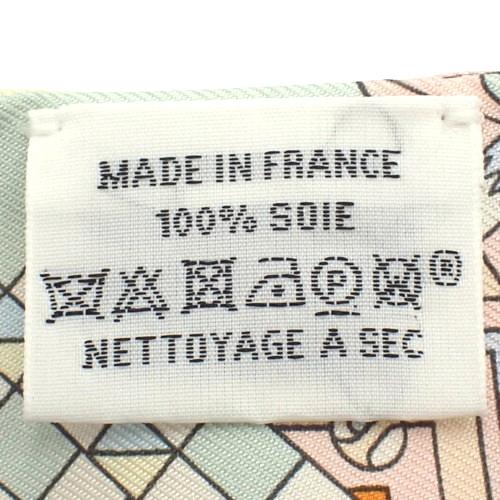 MADE IN FRANCE
100% SOIE
P ®
NETTOYAGE A SEC